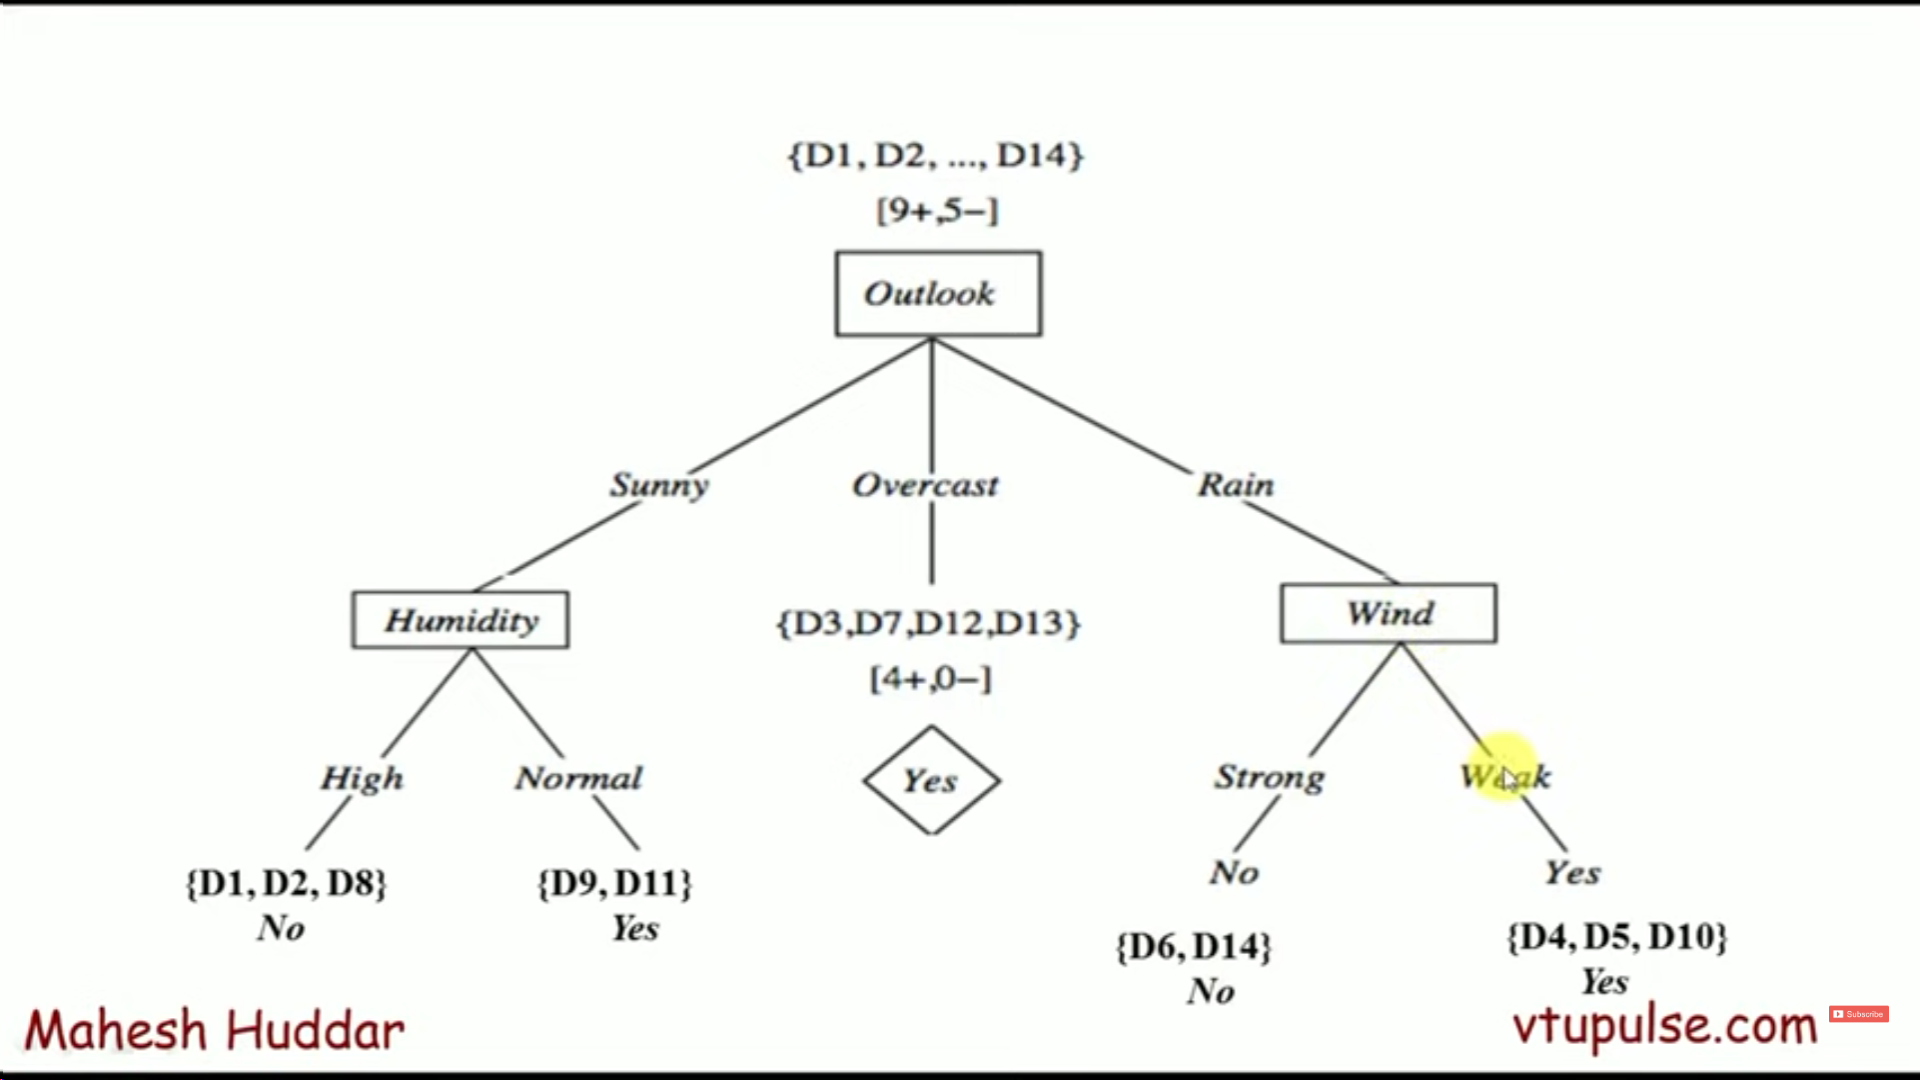 {D1, D2, ..., D14}
[9+,5−]
Outlook
Sunny
Overcast
Rain
Humidity
{D3,D7,D12,D13}
[4+,0−]
Wind
High
Normal
Yes
Strong
Weak
No
Yes
{D1, D2, D8}
No
{D9, D11}
Yes
{D6, D14}
No
{D4, D5, D10}
Yes
Mahesh Huddar
vtupulse.com
Subscribe